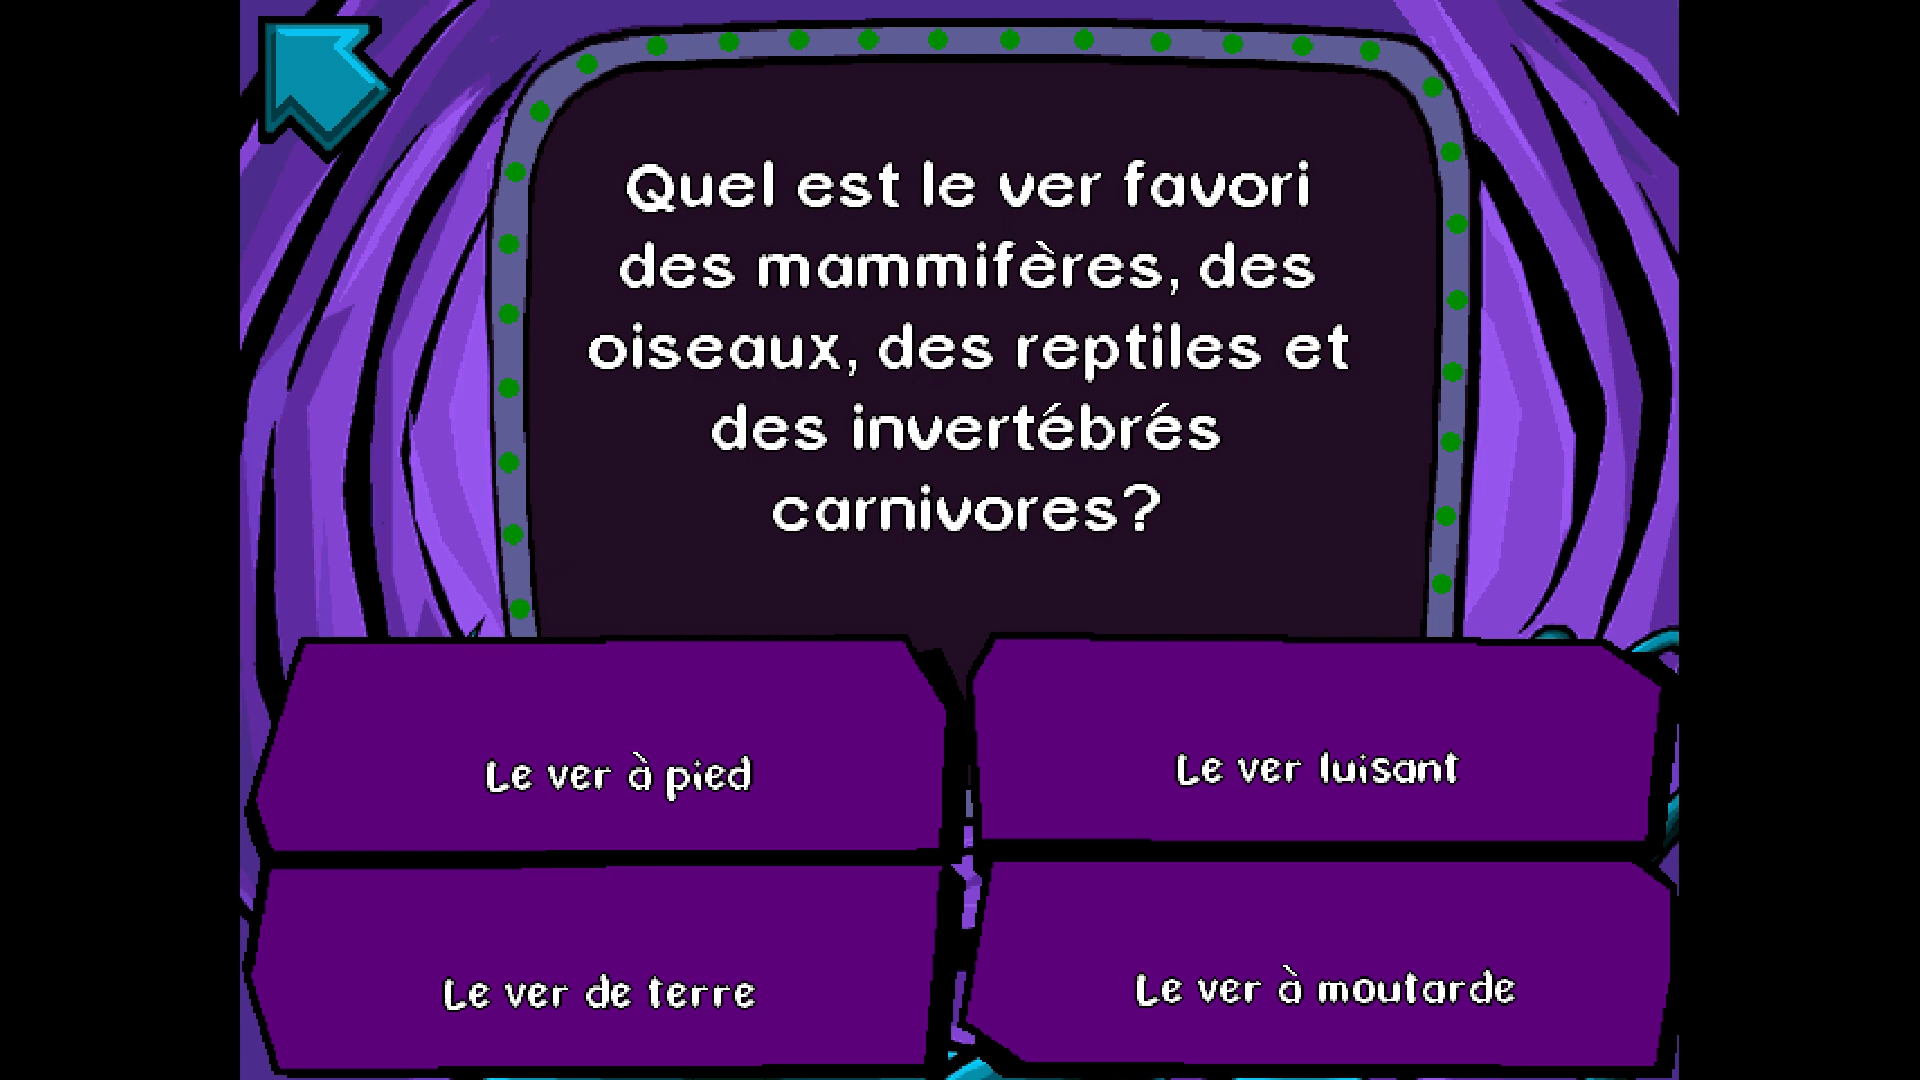 Quel est le ver favori
des mammifères, des
oiseaux, des reptiles et
des invertébrés
carnivores?
Le ver à pied
Le ver luisant
Le ver de terre
Le ver à moutarde